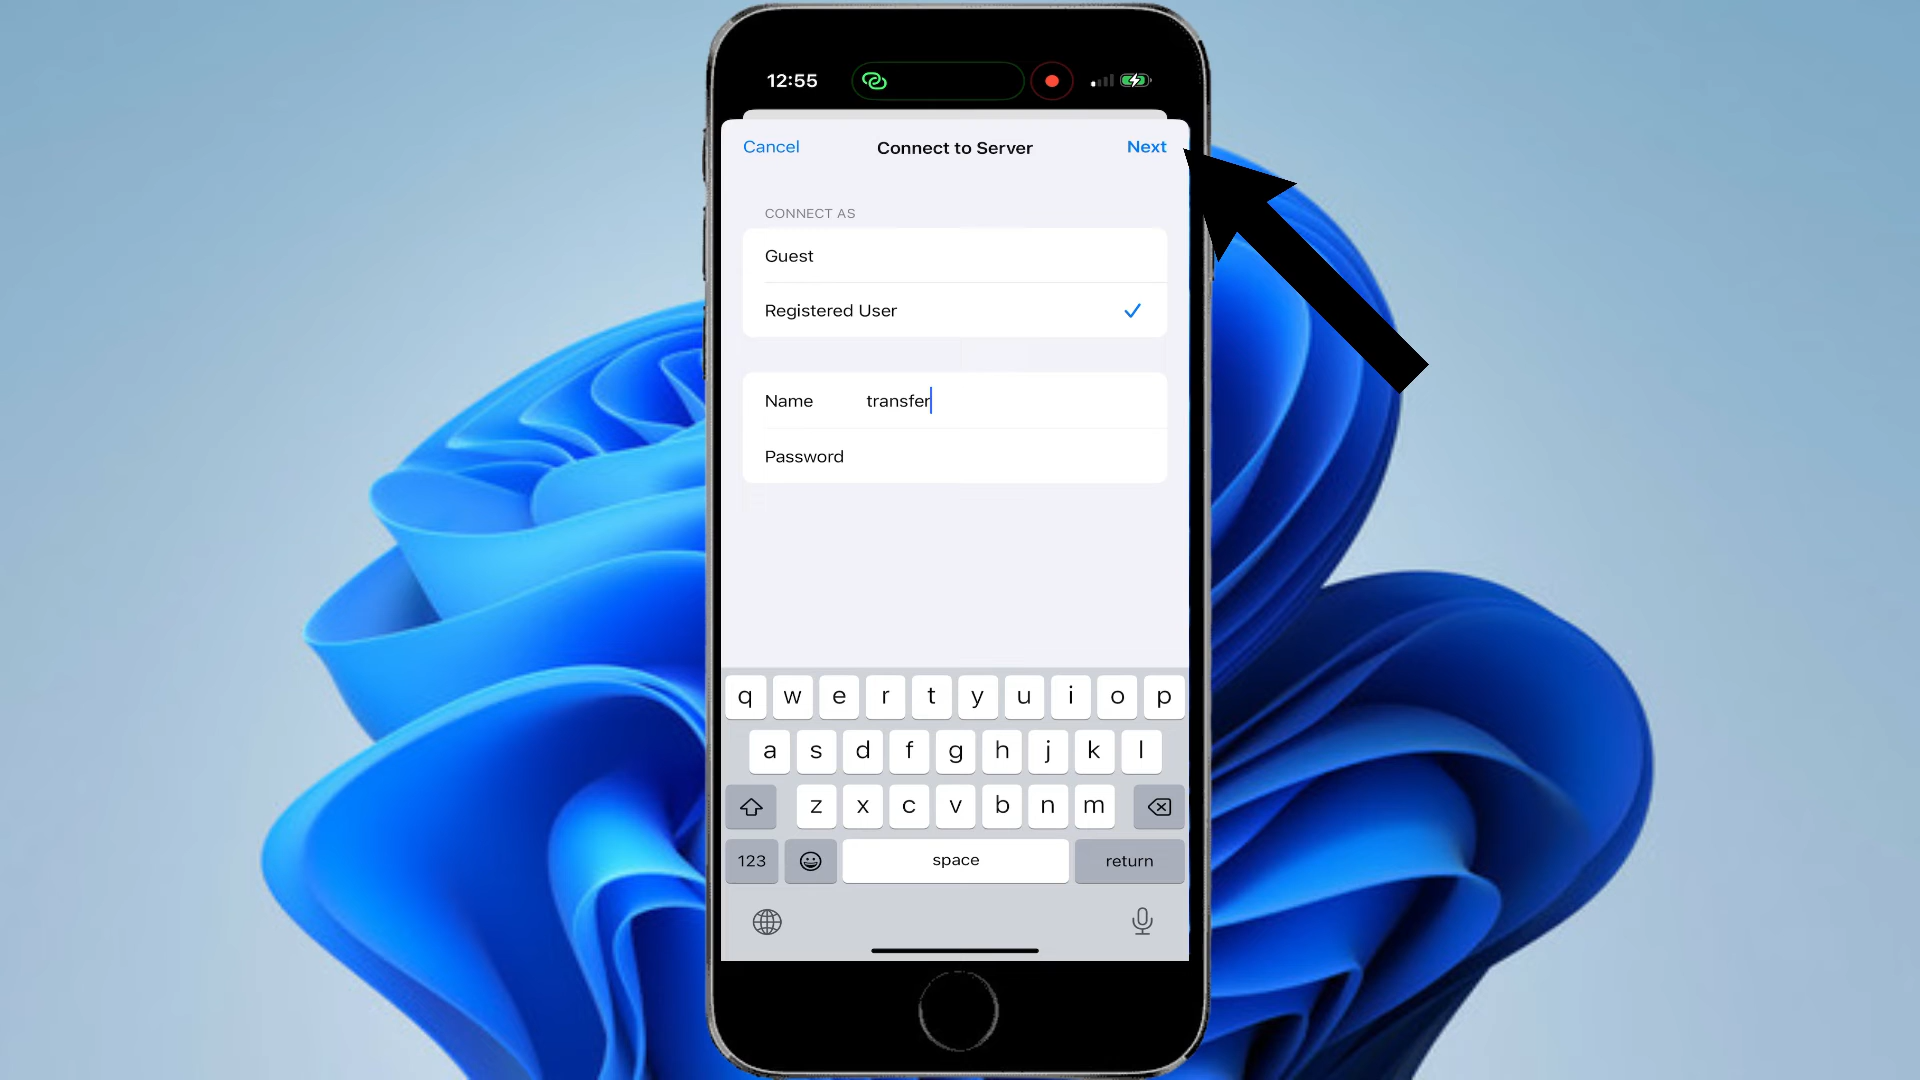 12:55
Cancel Connect to Server Next
CONNECT AS
Guest
Registered User
Name transfer
Password
q w e r t y u i o p
a s d f g h j k l
z x c v b n m
123 space return